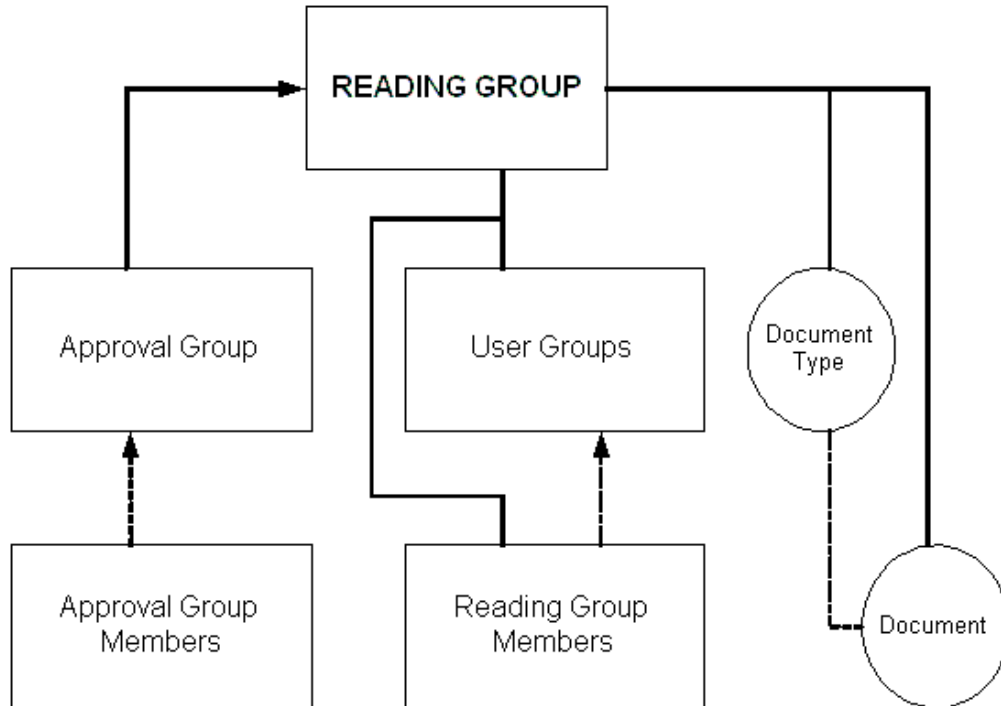 READING GROUP
Approval Group
User Groups
Document
Type
Approval Group
Members
Reading Group
Members
Document